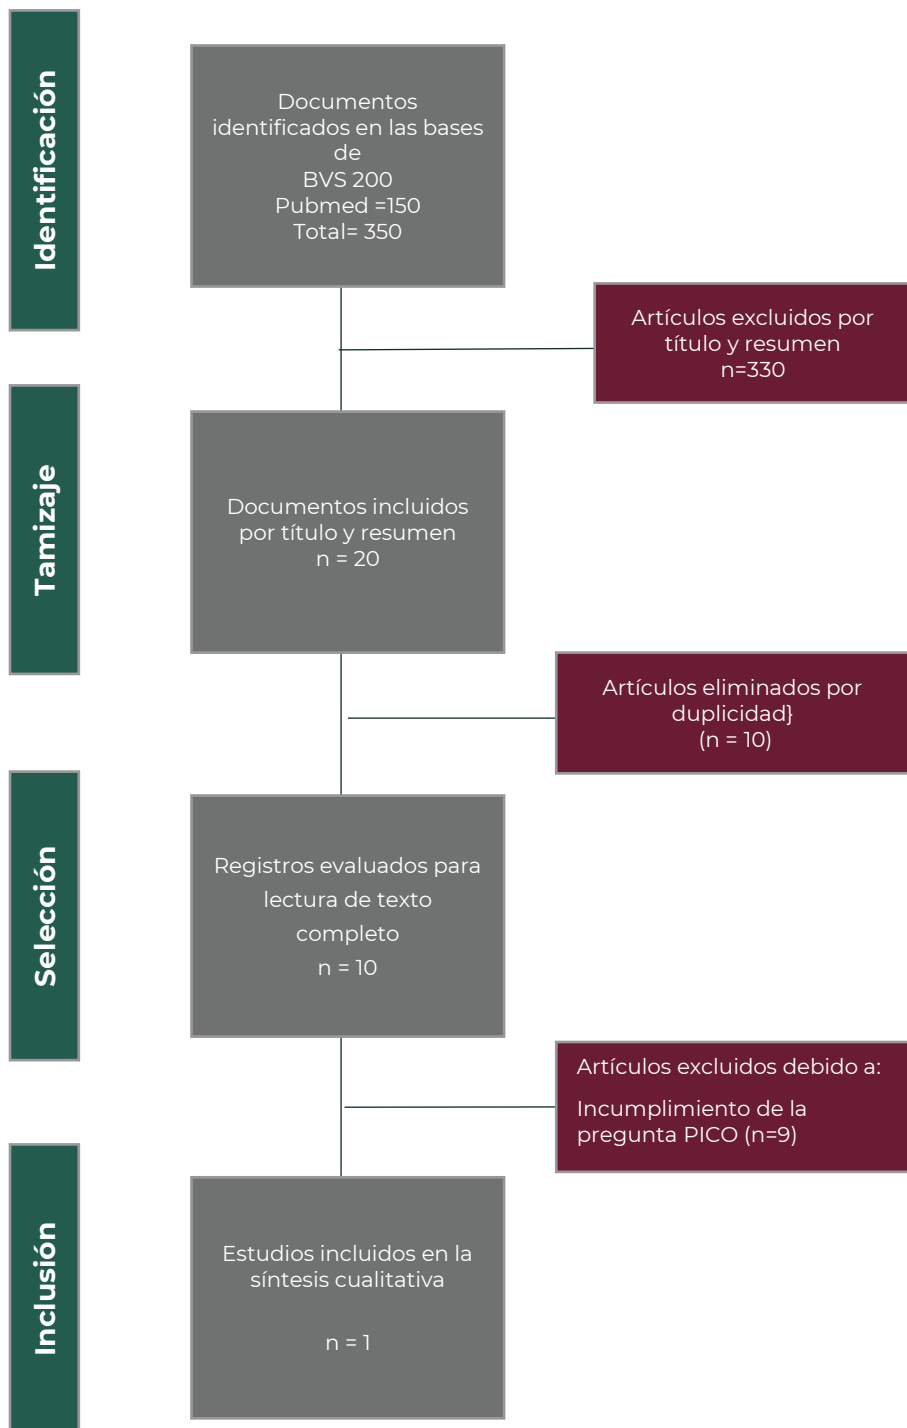 Identificación
Documentos
identificados en las bases
de
BVS 200
Pubmed =150
Total= 350
Artículos excluidos por
título y resumen
n=330
Tamizaje
Documentos incluidos
por título y resumen
n = 20
Artículos eliminados por
duplicidad}
(n = 10)
Selección
Registros evaluados para
lectura de texto
completo
n = 10
Artículos excluidos debido a:
Incumplimiento de la
pregunta PICO (n=9)
Inclusión
Estudios incluidos en la
síntesis cualitativa
n = 1